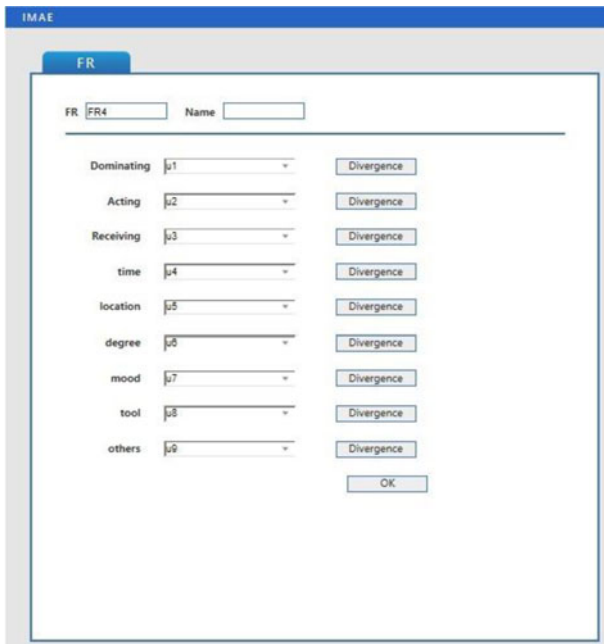 IMAE
FR
FR FR4 Name
Dominating u1 Divergence
Acting u2 Divergence
Receiving u3 Divergence
time u4 Divergence
location u5 Divergence
degree u6 Divergence
mood u7 Divergence
tool u8 Divergence
others u9 Divergence
OK